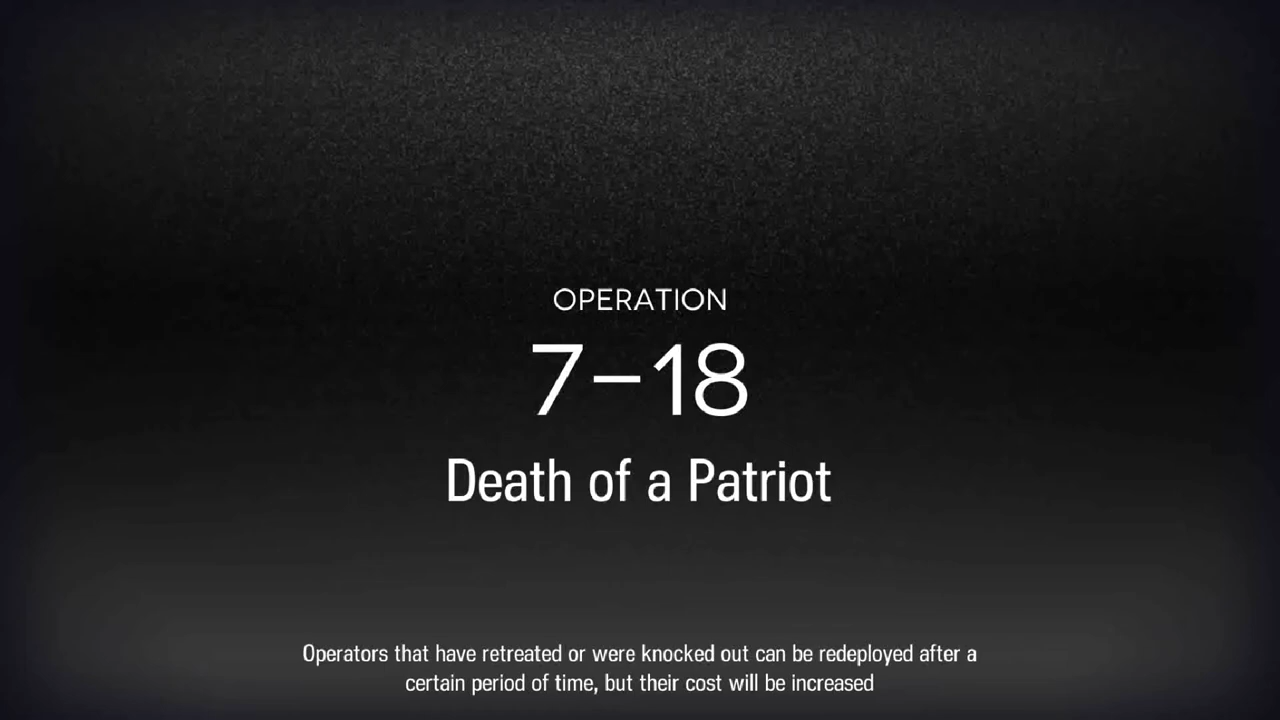 OPERATION
7–18
Death of a Patriot
Operators that have retreated or were knocked out can be redeployed after a
certain period of time, but their cost will be increased